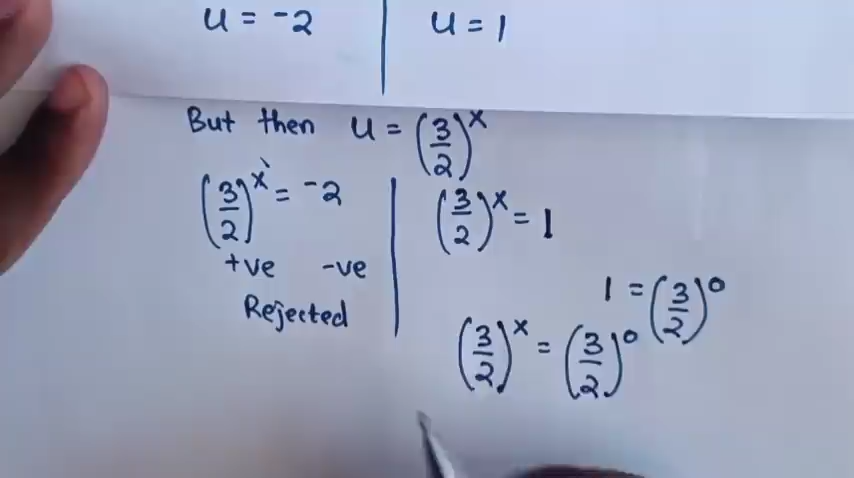 u = -2 u = 1
But then u = (3/2)^x
(3/2)^x = -2 (3/2)^x = 1
+ve -ve
1 = (3/2)^0
Rejected
(3/2)^x = (3/2)^0